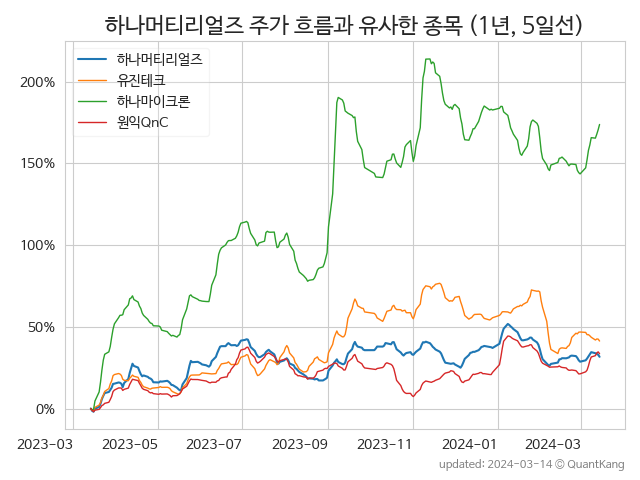 하나머티리얼즈 주가 흐름과 유사한 종목 (1년, 5일선)
하나머티리얼즈
유진테크
하나마이크론
원익QnC
200%
150%
100%
50%
0%
2023-03 2023-05 2023-07 2023-09 2023-11 2024-01 2024-03
updated: 2024-03-14 © QuantKang